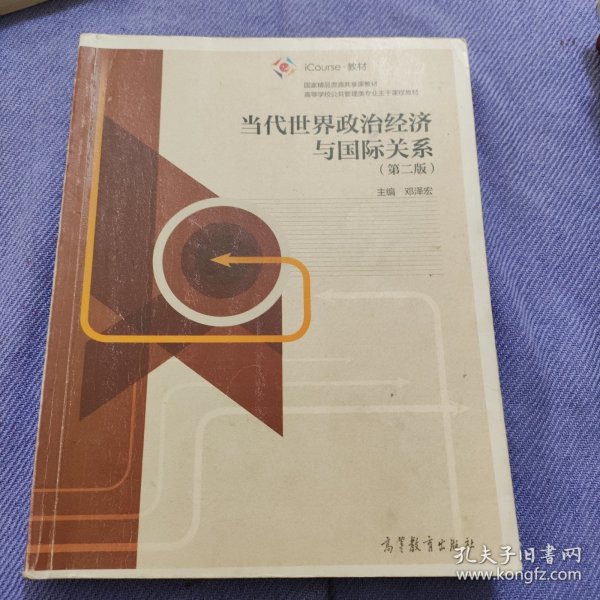 iCourse·教材
国家精品资源共享课教材
高等学校公共管理类专业主干课程教材
当代世界政治经济
与国际关系
(第二版)
主编 邓泽宏
高等教育出版社
孔夫子旧书网
www.kongfz.com